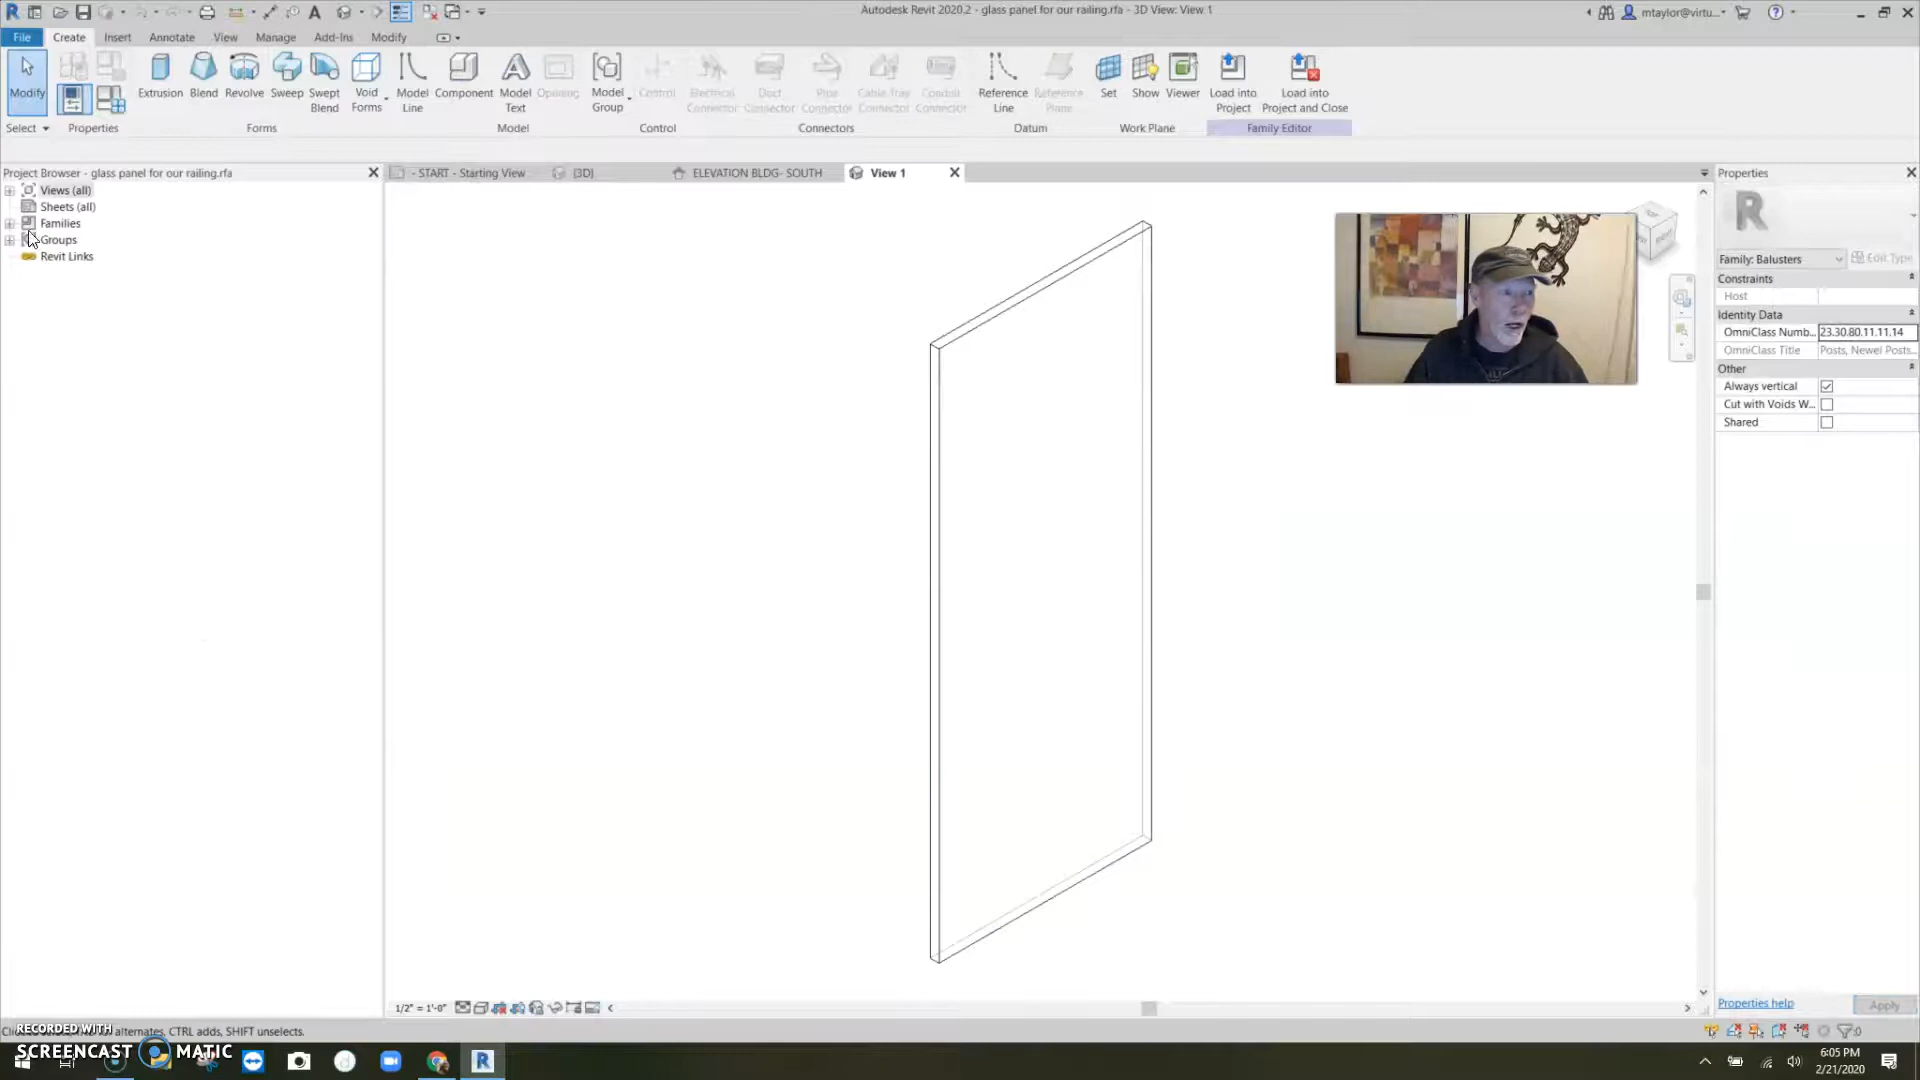 Autodesk Revit 2020.2 - glass panel for our railing.rfa - 3D View: View 1
mtaylor@virtu...
File Create Insert Annotate View Manage Add-Ins Modify
Modify
Extrusion Blend Revolve Sweep Swept Blend Void Forms
Model Line Component Model Text Opening Model Group
Control Electrical Connector Duct Connector Pipe Connector Cable Tray Connector Conduit Connector
Reference Line Reference Plane Set Show Viewer Load into Project Load into Project and Close
Select Properties Forms Model Control Connectors Datum Work Plane Family Editor
Project Browser - glass panel for our railing.rfa
- START - Starting View {3D} ELEVATION BLDG- SOUTH View 1
Properties
Views (all)
Sheets (all)
Families
Groups
Revit Links
R
Family: Balusters Edit Type
Constraints
Host
Identity Data
OmniClass Numb... 23.30.80.11.11.14
OmniClass Title Posts, Newel Posts...
Other
Always vertical
Cut with Voids W...
Shared
Properties help Apply
1/2" = 1'-0"
alternates, CTRL adds, SHIFT unselects.
:0
RECORDED WITH
SCREENCAST MATIC
6:05 PM
2/21/2020